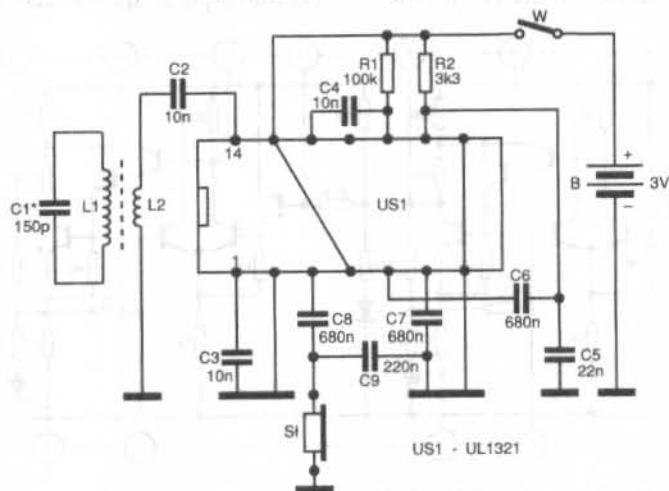 W
C2
10n
C4
10n
R1
100k
R2
3k3
14
+
B
3V
–
C1*
150p
L1
L2
US1
1
C8
680n
C7
680n
C6
680n
C3
10n
C9
220n
C5
22n
Sł
US1 - UL1321